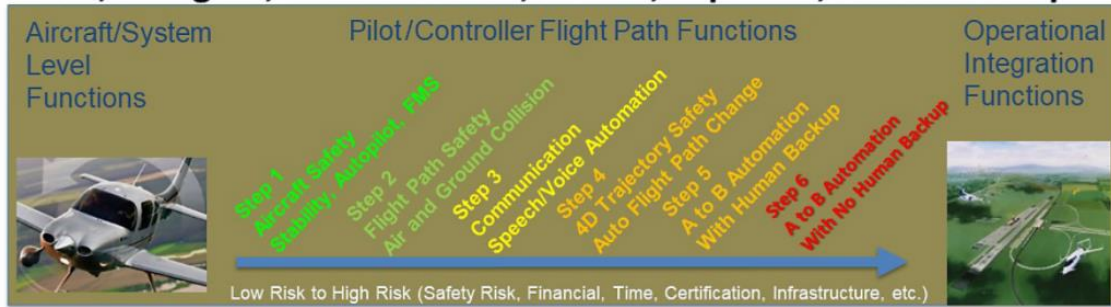 Aircraft/System
Level
Functions
Pilot/Controller Flight Path Functions
Operational
Integration
Functions
Step 1
Aircraft Safety
Stability, Autopilot, FMS
Step 2
Flight Path Safety
Air and Ground Collision
Step 3
Communication
Speech/Voice Automation
Step 4
4D Trajectory Safety
Auto Flight Path Change
Step 5
A to B Automation
With Human Backup
Step 6
A to B Automation
With No Human Backup
Low Risk to High Risk (Safety Risk, Financial, Time, Certification, Infrastructure, etc.)